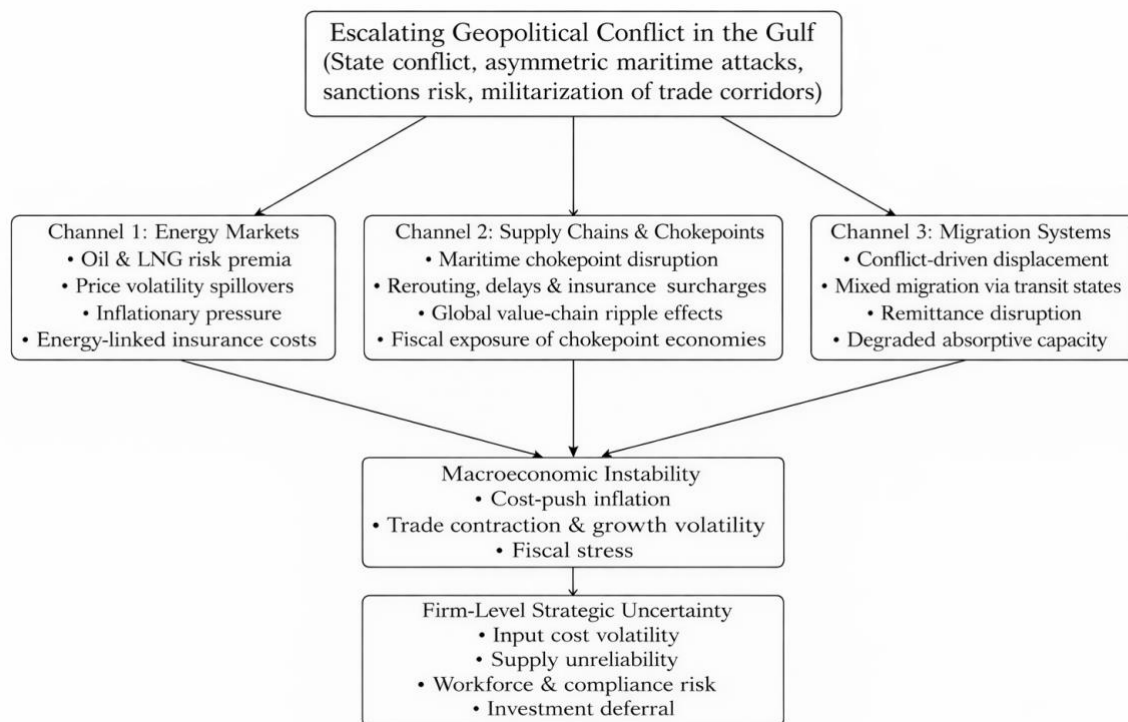 Escalating Geopolitical Conflict in the Gulf
(State conflict, asymmetric maritime attacks,
sanctions risk, militarization of trade corridors)
Channel 1: Energy Markets
• Oil & LNG risk premia
• Price volatility spillovers
• Inflationary pressure
• Energy-linked insurance costs
Channel 2: Supply Chains & Chokepoints
• Maritime chokepoint disruption
• Rerouting, delays & insurance surcharges
• Global value-chain ripple effects
• Fiscal exposure of chokepoint economies
Channel 3: Migration Systems
• Conflict-driven displacement
• Mixed migration via transit states
• Remittance disruption
• Degraded absorptive capacity
Macroeconomic Instability
• Cost-push inflation
• Trade contraction & growth volatility
• Fiscal stress
Firm-Level Strategic Uncertainty
• Input cost volatility
• Supply unreliability
• Workforce & compliance risk
• Investment deferral